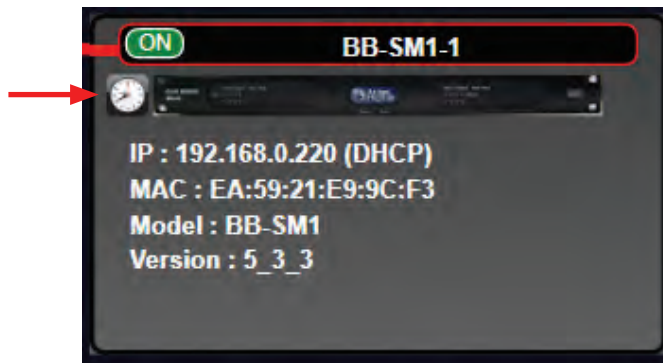 ON BB-SM1-1
IP : 192.168.0.220 (DHCP)
MAC : EA:59:21:E9:9C:F3
Model : BB-SM1
Version : 5_3_3